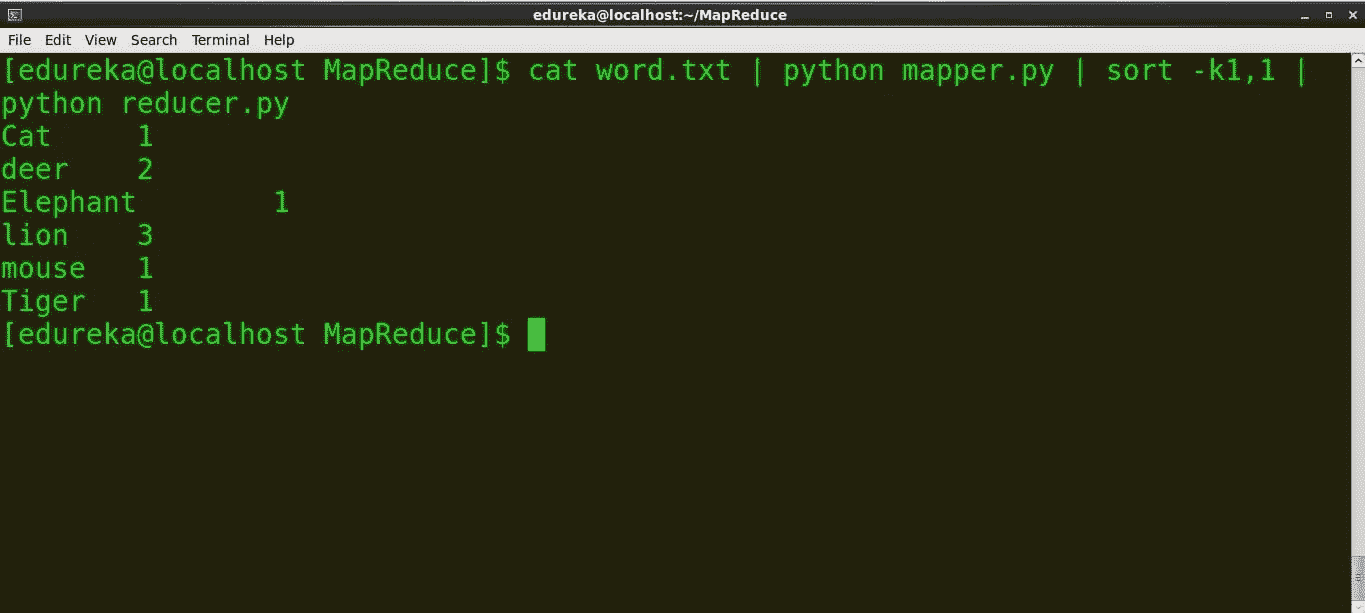 edureka@localhost:~/MapReduce
File Edit View Search Terminal Help
[edureka@localhost MapReduce]$ cat word.txt | python mapper.py | sort -k1,1 |
python reducer.py
Cat 1
deer 2
Elephant 1
lion 3
mouse 1
Tiger 1
[edureka@localhost MapReduce]$